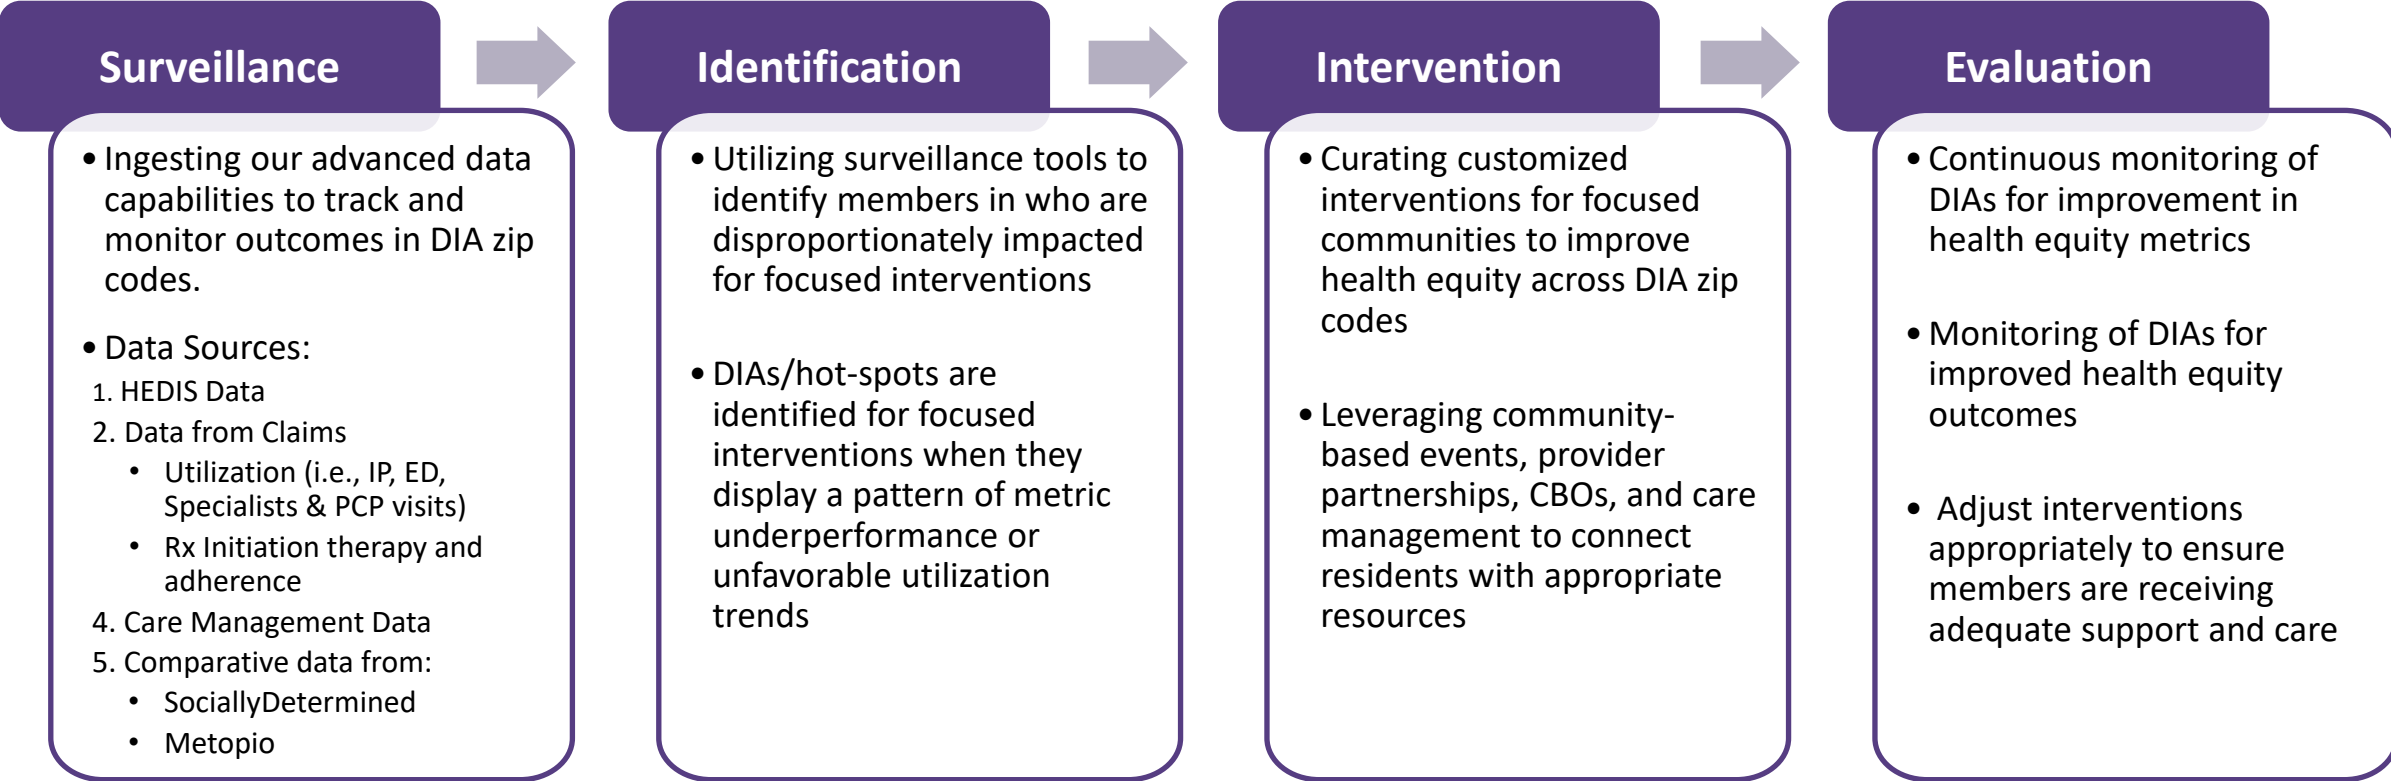 Surveillance
• Ingesting our advanced data
capabilities to track and
monitor outcomes in DIA zip
codes.
• Data Sources:
1. HEDIS Data
2. Data from Claims
• Utilization (i.e., IP, ED,
Specialists & PCP visits)
• Rx Initiation therapy and
adherence
4. Care Management Data
5. Comparative data from:
• SociallyDetermined
• Metopio
Identification
• Utilizing surveillance tools to
identify members in who are
disproportionately impacted
for focused interventions
• DIAs/hot-spots are
identified for focused
interventions when they
display a pattern of metric
underperformance or
unfavorable utilization
trends
Intervention
• Curating customized
interventions for focused
communities to improve
health equity across DIA zip
codes
• Leveraging community-
based events, provider
partnerships, CBOs, and care
management to connect
residents with appropriate
resources
Evaluation
• Continuous monitoring of
DIAs for improvement in
health equity metrics
• Monitoring of DIAs for
improved health equity
outcomes
• Adjust interventions
appropriately to ensure
members are receiving
adequate support and care